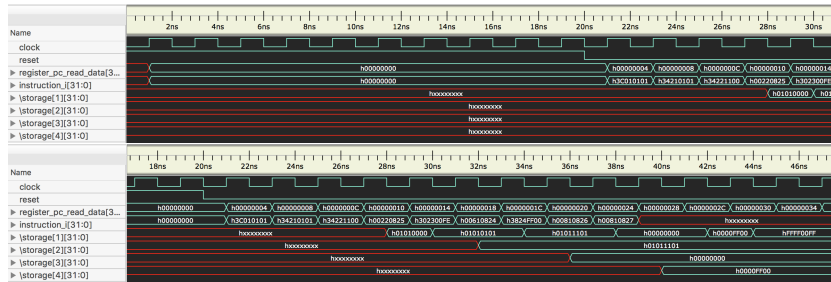 2ns 4ns 6ns 8ns 10ns 12ns 14ns 16ns 18ns 20ns 22ns 24ns 26ns 28ns 30ns
Name
clock
reset
register_pc_read_data[3... h00000000 h00000004 h00000008 h0000000C h00000010 h00000014
instruction_i[31:0] h00000000 h3C010101 h34210101 h34221100 h00220825 h302300FE
\storage[1][31:0] hxxxxxxxx h01010000 h01
\storage[2][31:0] hxxxxxxxx
\storage[3][31:0] hxxxxxxxx
\storage[4][31:0] hxxxxxxxx
18ns 20ns 22ns 24ns 26ns 28ns 30ns 32ns 34ns 36ns 38ns 40ns 42ns 44ns 46ns
Name
clock
reset
register_pc_read_data[3... h00000000 h00000004 h00000008 h0000000C h00000010 h00000014 h00000018 h0000001C h00000020 h00000024 h00000028 h0000002C h00000030 h00000034
instruction_i[31:0] h00000000 h3C010101 h34210101 h34221100 h00220825 h302300FE h00610824 h3824FF00 h00810826 h00810827 hxxxxxxxx
\storage[1][31:0] hxxxxxxxx h01010000 h01010101 h01011101 h00000000 h0000FF00 hFFFF00FF
\storage[2][31:0] hxxxxxxxx h01011101
\storage[3][31:0] hxxxxxxxx h00000000
\storage[4][31:0] hxxxxxxxx h0000FF00